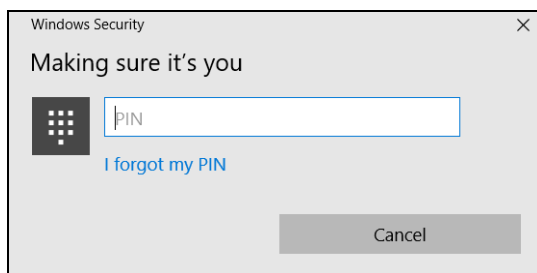 Windows Security
Making sure it's you
PIN
I forgot my PIN
Cancel